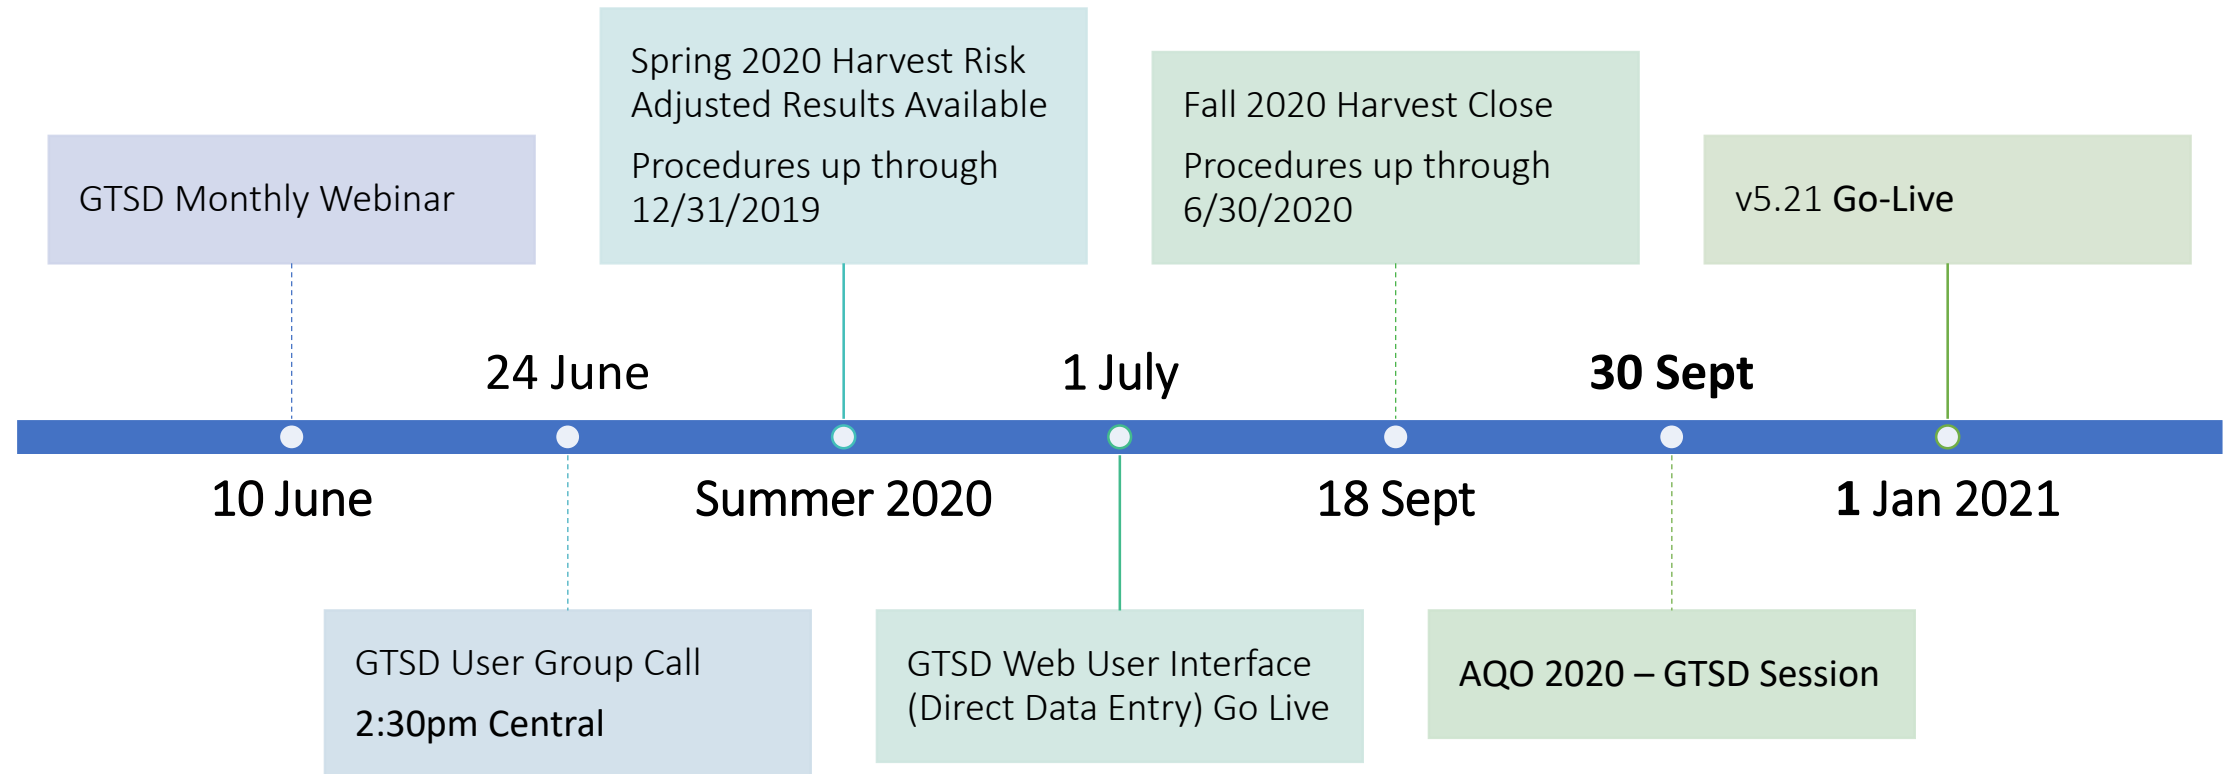 Spring 2020 Harvest Risk
Adjusted Results Available
Procedures up through
12/31/2019
Fall 2020 Harvest Close
Procedures up through
6/30/2020
GTSD Monthly Webinar
v5.21 Go-Live
24 June
1 July
30 Sept
10 June
Summer 2020
18 Sept
1 Jan 2021
GTSD User Group Call
2:30pm Central
GTSD Web User Interface
(Direct Data Entry) Go Live
AQO 2020 – GTSD Session